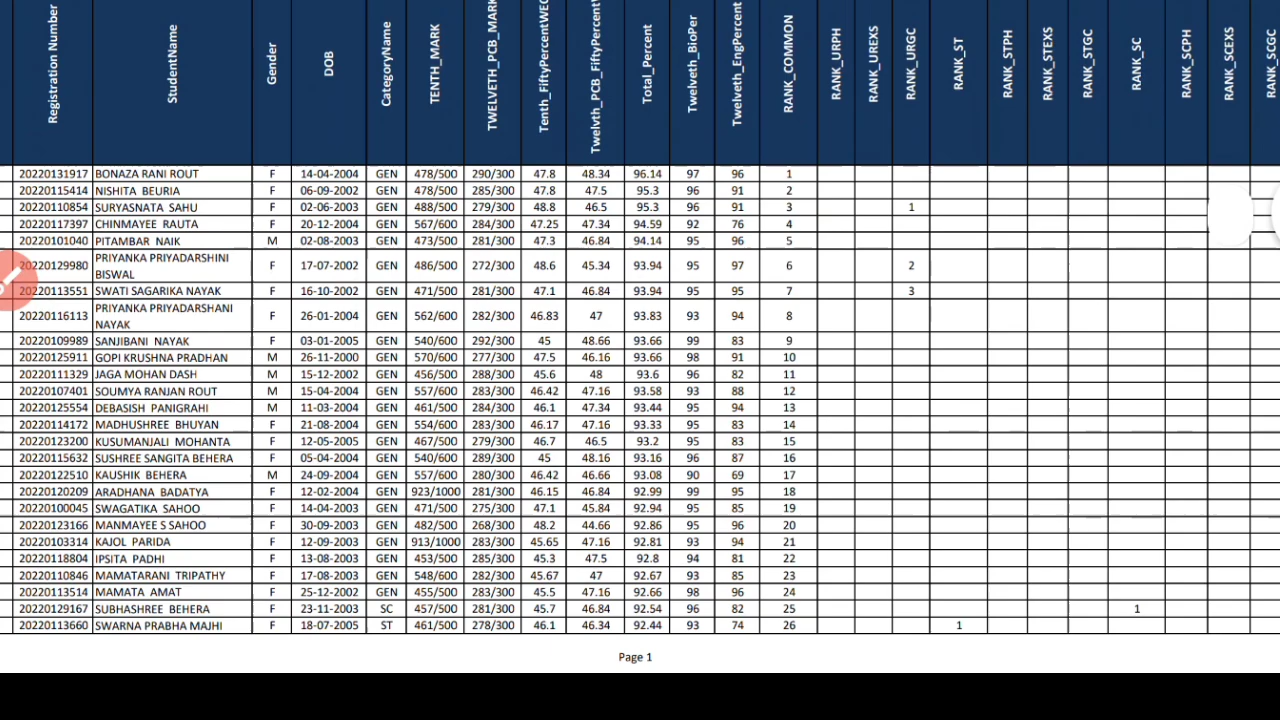 Registration Number StudentName Gender DOB CategoryName TENTH_MARK TWELVETH_PCB_MARK Tenth_FiftyPercentWEG Twelvth_PCB_FiftyPercent Total_Percent Twelveth_BioPer Twelveth_EngPercent RANK_COMMON RANK_URPH RANK_UREXS RANK_URGC RANK_ST RANK_STPH RANK_STEXS RANK_STGC RANK_SC RANK_SCPH RANK_SCEXS RANK_SCGC
20220131917 BONAZA RANI ROUT F 14-04-2004 GEN 478/500 290/300 47.8 48.34 96.14 97 96 1
20220115414 NISHITA BEURIA F 06-09-2002 GEN 478/500 285/300 47.8 47.5 95.3 96 91 2
20220110854 SURYASNATA SAHU F 02-06-2003 GEN 488/500 279/300 48.8 46.5 95.3 96 91 3 1
20220117397 CHINMAYEE RAUTA F 20-12-2004 GEN 567/600 284/300 47.25 47.34 94.59 92 76 4
20220101040 PITAMBAR NAIK M 02-08-2003 GEN 473/500 281/300 47.3 46.84 94.14 95 96 5
20220129980 PRIYANKA PRIYADARSHINI
BISWAL F 17-07-2002 GEN 486/500 272/300 48.6 45.34 93.94 95 97 6 2
20220113551 SWATI SAGARIKA NAYAK F 16-10-2002 GEN 471/500 281/300 47.1 46.84 93.94 95 95 7 3
20220116113 PRIYANKA PRIYADARSHANI
NAYAK F 26-01-2004 GEN 562/600 282/300 46.83 47 93.83 93 94 8
20220109989 SANJIBANI NAYAK F 03-01-2005 GEN 540/600 292/300 45 48.66 93.66 99 83 9
20220125911 GOPI KRUSHNA PRADHAN M 26-11-2000 GEN 570/600 277/300 47.5 46.16 93.66 98 91 10
20220111329 JAGA MOHAN DASH M 15-12-2002 GEN 456/500 288/300 45.6 48 93.6 96 82 11
20220107401 SOUMYA RANJAN ROUT M 15-04-2004 GEN 557/600 283/300 46.42 47.16 93.58 93 88 12
20220125554 DEBASISH PANIGRAHI M 11-03-2004 GEN 461/500 284/300 46.1 47.34 93.44 95 94 13
20220114172 MADHUSHREE BHUYAN F 21-08-2004 GEN 554/600 283/300 46.17 47.16 93.33 95 83 14
20220123200 KUSUMANJALI MOHANTA F 12-05-2005 GEN 467/500 279/300 46.7 46.5 93.2 95 83 15
20220115632 SUSHREE SANGITA BEHERA F 05-04-2004 GEN 540/600 289/300 45 48.16 93.16 96 87 16
20220122510 KAUSHIK BEHERA M 24-09-2004 GEN 557/600 280/300 46.42 46.66 93.08 90 69 17
20220120209 ARADHANA BADATYA F 12-02-2004 GEN 923/1000 281/300 46.15 46.84 92.99 99 95 18
20220100045 SWAGATIKA SAHOO F 14-04-2003 GEN 471/500 275/300 47.1 45.84 92.94 95 85 19
20220123166 MANMAYEE S SAHOO F 30-09-2003 GEN 482/500 268/300 48.2 44.66 92.86 95 96 20
20220103314 KAJOL PARIDA F 12-09-2003 GEN 913/1000 283/300 45.65 47.16 92.81 93 94 21
20220118804 IPSITA PADHI F 13-08-2003 GEN 453/500 285/300 45.3 47.5 92.8 94 81 22
20220110846 MAMATARANI TRIPATHY F 17-08-2003 GEN 548/600 282/300 45.67 47 92.67 93 85 23
20220113514 MAMATA AMAT F 25-12-2002 GEN 455/500 283/300 45.5 47.16 92.66 98 96 24
20220129167 SUBHASHREE BEHERA F 23-11-2003 SC 457/500 281/300 45.7 46.84 92.54 96 82 25 1
20220113660 SWARNA PRABHA MAJHI F 18-07-2005 ST 461/500 278/300 46.1 46.34 92.44 93 74 26 1
Page 1